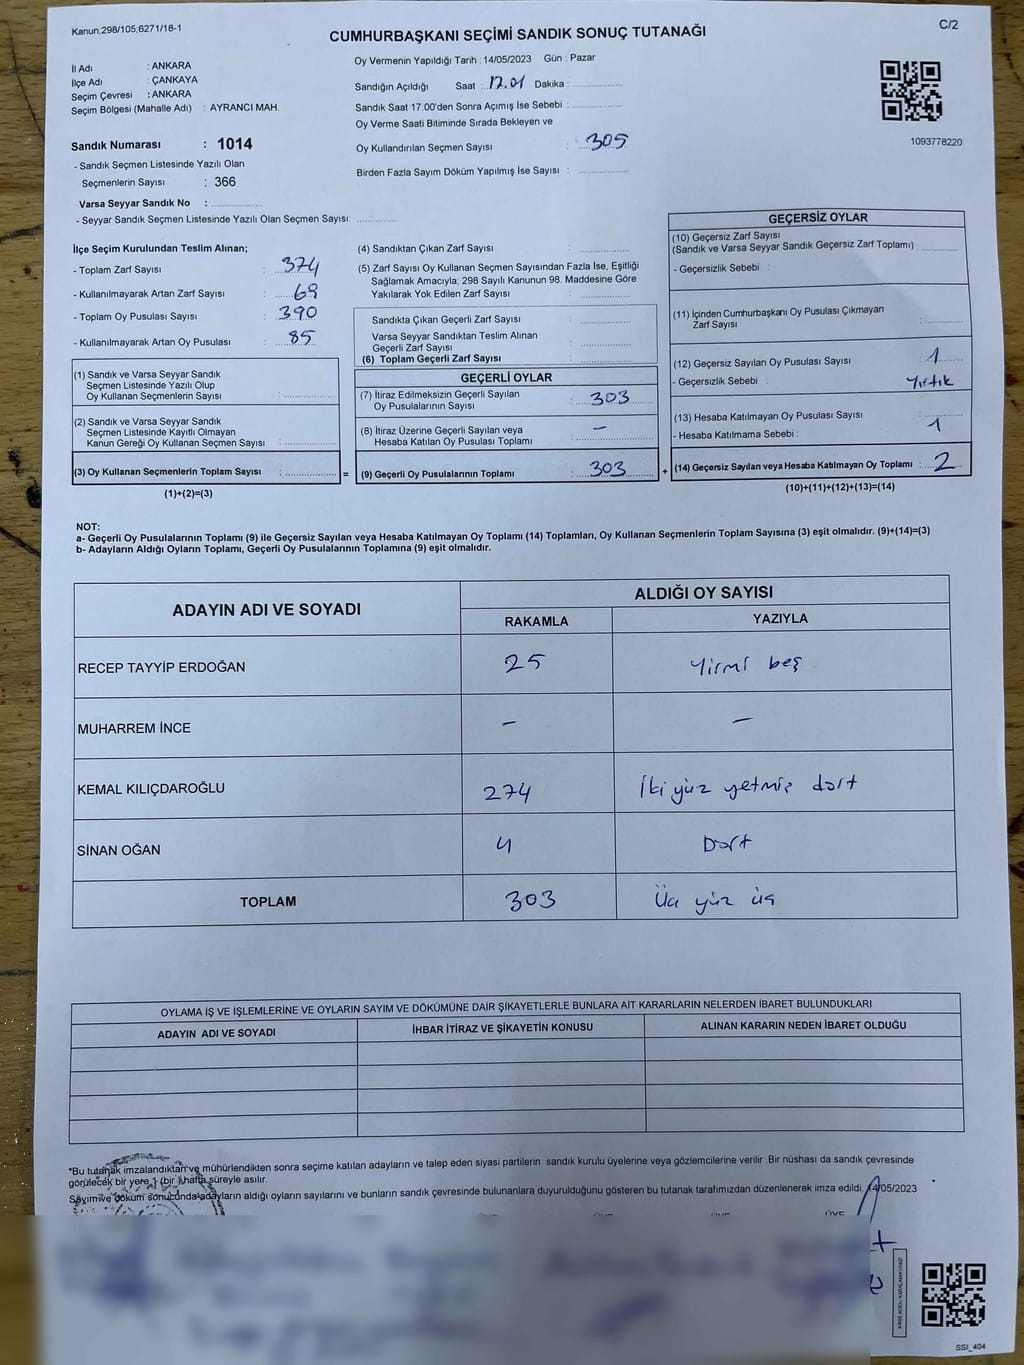 Kanun;298/105;6271/18-1
C/2
CUMHURBAŞKANI SEÇİMİ SANDIK SONUÇ TUTANAĞI
İl Adı : ANKARA
İlçe Adı : ÇANKAYA
Seçim Çevresi : ANKARA
Seçim Bölgesi (Mahalle Adı) : AYRANCI MAH.
Sandık Numarası : 1014
- Sandık Seçmen Listesinde Yazılı Olan
Seçmenlerin Sayısı : 366
Varsa Seyyar Sandık No :
- Seyyar Sandık Seçmen Listesinde Yazılı Olan Seçmen Sayısı:
Oy Vermenin Yapıldığı Tarih : 14/05/2023 Gün : Pazar
Sandığın Açıldığı Saat : 17.01 Dakika :
Sandık Saat 17:00'den Sonra Açımış İse Sebebi :
Oy Verme Saati Bitiminde Sırada Bekleyen ve
Oy Kullandırılan Seçmen Sayısı : 305
Birden Fazla Sayım Döküm Yapılmış İse Sayısı :
1093778220
İlçe Seçim Kurulundan Teslim Alınan;
- Toplam Zarf Sayısı : 374
- Kullanılmayarak Artan Zarf Sayısı : 69
- Toplam Oy Pusulası Sayısı : 390
- Kullanılmayarak Artan Oy Pusulası : 85
(1) Sandık ve Varsa Seyyar Sandık
Seçmen Listesinde Yazılı Olup
Oy Kullanan Seçmenlerin Sayısı :
(2) Sandık ve Varsa Seyyar Sandık
Seçmen Listesinde Kayıtlı Olmayan
Kanun Gereği Oy Kullanan Seçmen Sayısı :
(3) Oy Kullanan Seçmenlerin Toplam Sayısı : =
(1)+(2)=(3)
(4) Sandıktan Çıkan Zarf Sayısı :
(5) Zarf Sayısı Oy Kullanan Seçmen Sayısından Fazla İse, Eşitliği
Sağlamak Amacıyla; 298 Sayılı Kanunun 98. Maddesine Göre
Yakılarak Yok Edilen Zarf Sayısı :
Sandıkta Çıkan Geçerli Zarf Sayısı :
Varsa Seyyar Sandıktan Teslim Alınan
Geçerli Zarf Sayısı :
(6) Toplam Geçerli Zarf Sayısı :
GEÇERLİ OYLAR
(7) İtiraz Edilmeksizin Geçerli Sayılan
Oy Pusulalarının Sayısı : 303
(8) İtiraz Üzerine Geçerli Sayılan veya
Hesaba Katılan Oy Pusulası Toplamı : —
(9) Geçerli Oy Pusulalarının Toplamı : 303 +
GEÇERSİZ OYLAR
(10) Geçersiz Zarf Sayısı
(Sandık ve Varsa Seyyar Sandık Geçersiz Zarf Toplamı) :
- Geçersizlik Sebebi :
(11) İçinden Cumhurbaşkanı Oy Pusulası Çıkmayan
Zarf Sayısı :
(12) Geçersiz Sayılan Oy Pusulası Sayısı : 1
- Geçersizlik Sebebi : Yırtık
(13) Hesaba Katılmayan Oy Pusulası Sayısı : 1
- Hesaba Katılmama Sebebi :
(14) Geçersiz Sayılan veya Hesaba Katılmayan Oy Toplamı : 2
(10)+(11)+(12)+(13)=(14)
NOT:
a- Geçerli Oy Pusulalarının Toplamı (9) ile Geçersiz Sayılan veya Hesaba Katılmayan Oy Toplamı (14) Toplamları, Oy Kullanan Seçmenlerin Toplam Sayısına (3) eşit olmalıdır. (9)+(14)=(3)
b- Adayların Aldığı Oyların Toplamı, Geçerli Oy Pusulalarının Toplamına (9) eşit olmalıdır.
ADAYIN ADI VE SOYADI
ALDIĞI OY SAYISI
RAKAMLA YAZIYLA
RECEP TAYYİP ERDOĞAN 25 Yirmi beş
MUHARREM İNCE — —
KEMAL KILIÇDAROĞLU 274 İki yüz yetmiş dört
SİNAN OĞAN 4 Dört
TOPLAM 303 Üç yüz üç
OYLAMA İŞ VE İŞLEMLERİNE VE OYLARIN SAYIM VE DÖKÜMÜNE DAİR ŞİKAYETLERLE BUNLARA AİT KARARLARIN NELERDEN İBARET BULUNDUKLARI
ADAYIN ADI VE SOYADI İHBAR İTİRAZ VE ŞİKAYETİN KONUSU ALINAN KARARIN NEDEN İBARET OLDUĞU
*Bu tutanak imzalandıktan ve mühürlendikten sonra seçime katılan adayların ve talep eden siyasi partilerin sandık kurulu üyelerine veya gözlemcilerine verilir. Bir nüshası da sandık çevresinde
görülecek bir yere 1 (bir ) hafta süreyle asılır.
Sayım ve döküm sonucunda adayların aldığı oyların sayılarını ve bunların sandık çevresinde bulunanlara duyurulduğunu gösteren bu tutanak tarafımızdan düzenlenerek imza edildi. 14/05/2023
ÜYE ÜYE ÜYE
KARE KODU KARALAMAYINIZ!
SSI_404